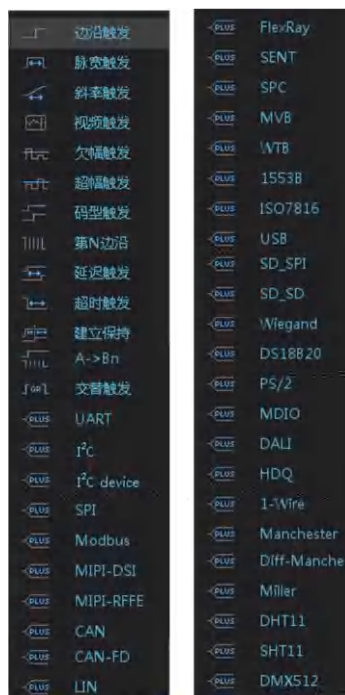 边沿触发
脉宽触发
斜率触发
视频触发
欠幅触发
超幅触发
码型触发
第N边沿
延迟触发
超时触发
建立保持
A->Bn
交替触发
PLUS UART
PLUS I²C
PLUS I²C device
PLUS SPI
PLUS Modbus
PLUS MIPI-DSI
PLUS MIPI-RFFE
PLUS CAN
PLUS CAN-FD
PLUS LIN
PLUS FlexRay
PLUS SENT
PLUS SPC
PLUS MVB
PLUS WTB
PLUS 1553B
PLUS ISO7816
PLUS USB
PLUS SD_SPI
PLUS SD_SD
PLUS Wiegand
PLUS DS18B20
PLUS PS/2
PLUS MDIO
PLUS DALI
PLUS HDQ
PLUS 1-Wire
PLUS Manchester
PLUS Diff-Manche
PLUS Miller
PLUS DHT11
PLUS SHT11
PLUS DMX512